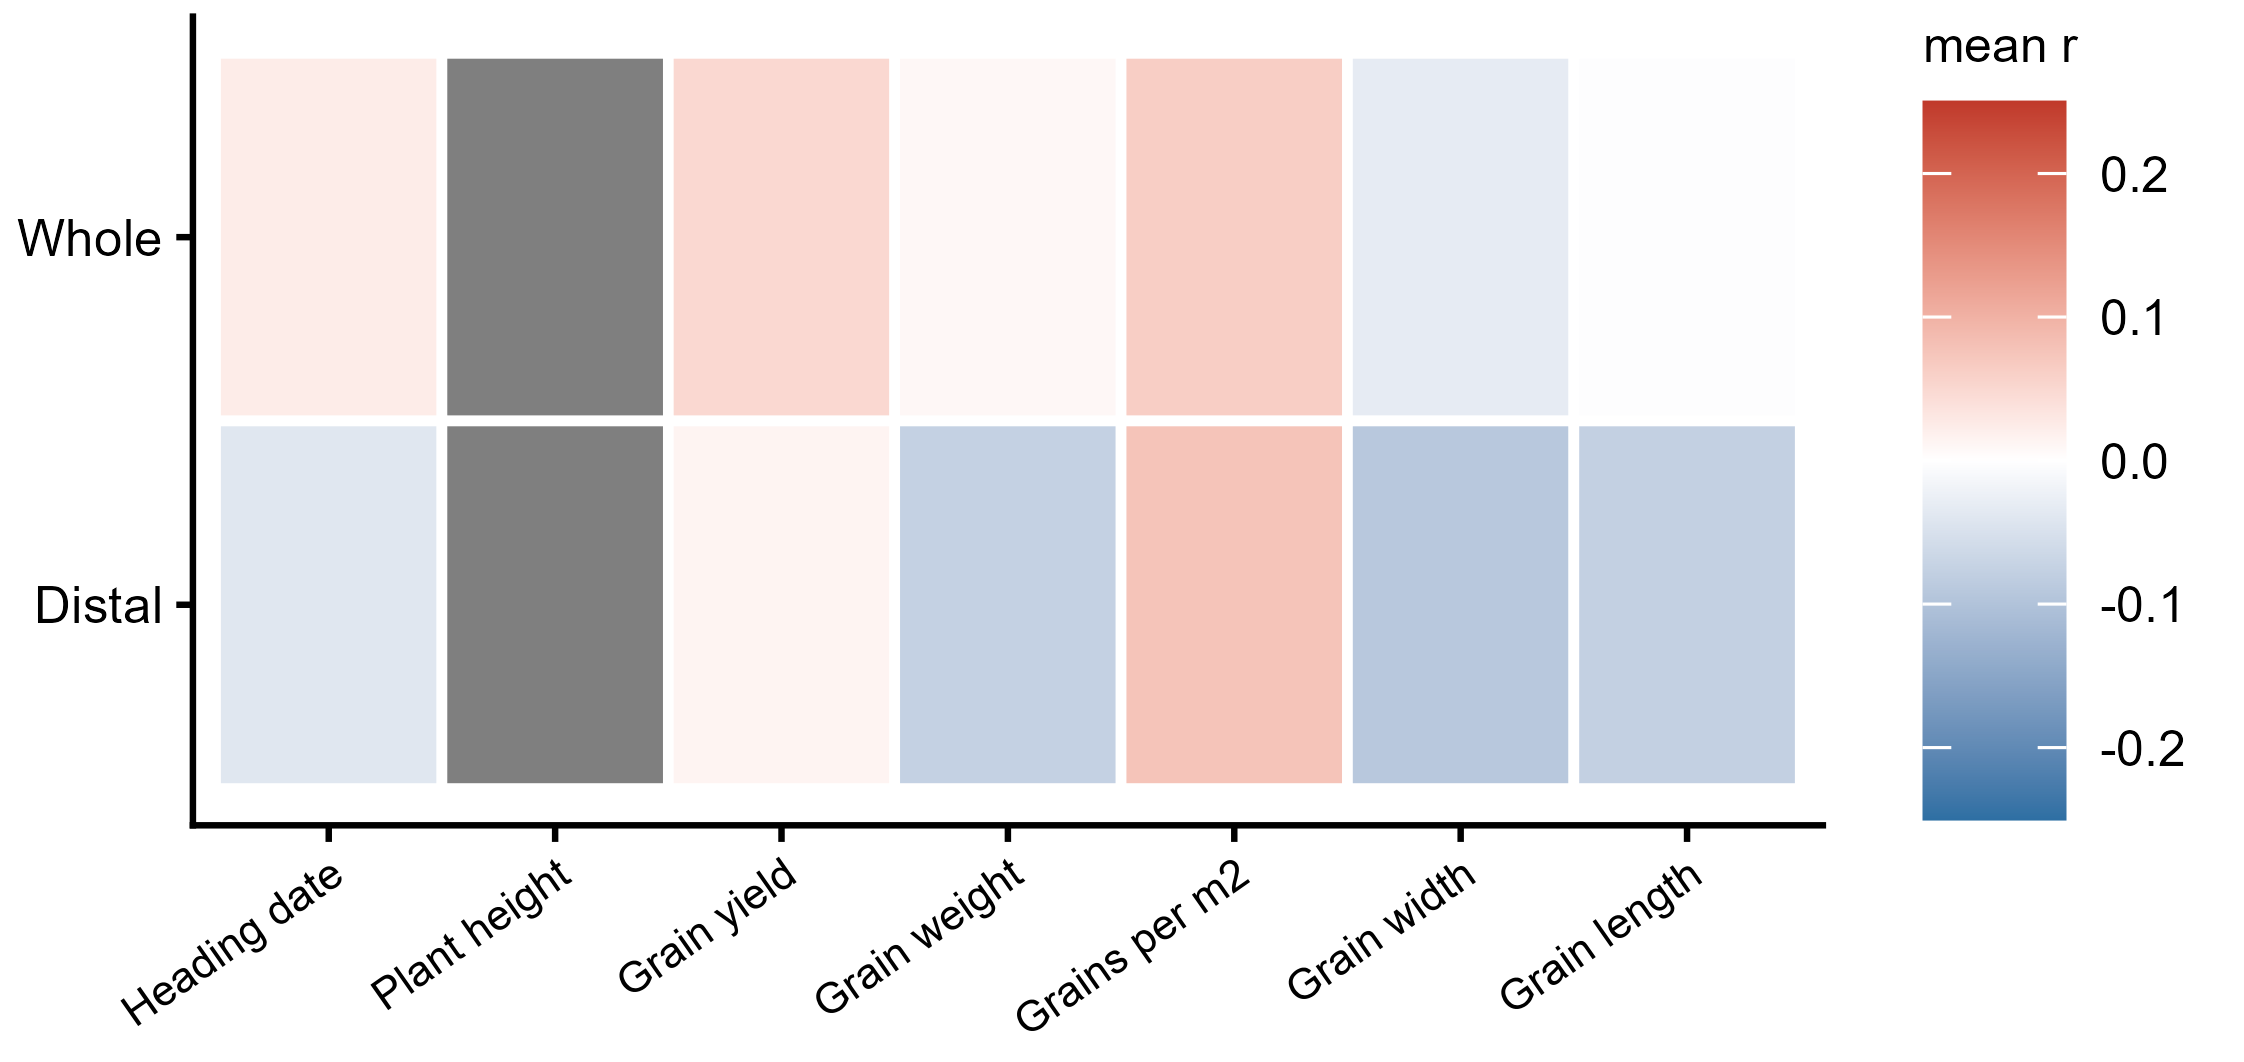 mean r
0.2
0.1
0.0
-0.1
-0.2
Whole
Distal
Heading date
Plant height
Grain yield
Grain weight
Grains per m2
Grain width
Grain length